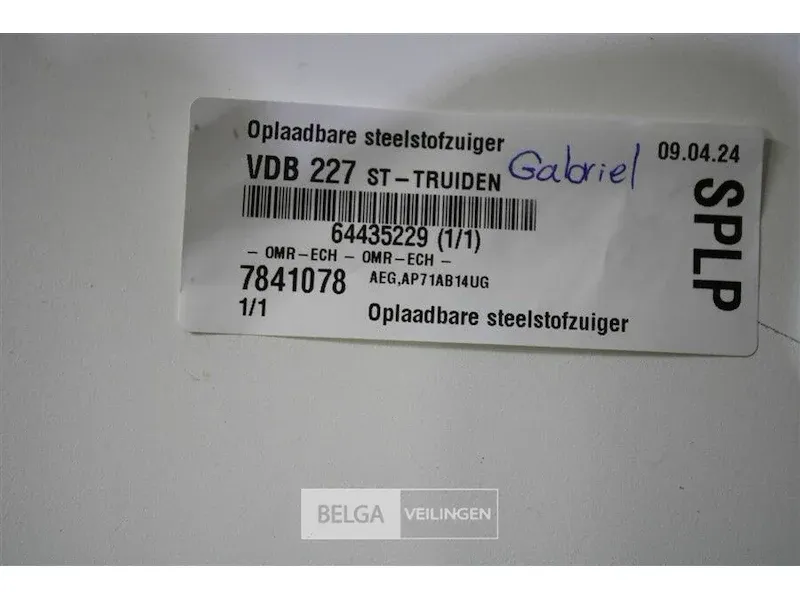 Oplaadbare steelstofzuiger
VDB 227 ST-TRUIDEN Gabriel 09.04.24
SPLP
64435229 (1/1)
- OMR-ECH - OMR-ECH -
7841078 AEG,AP71AB14UG
1/1 Oplaadbare steelstofzuiger
BELGA VEILINGEN